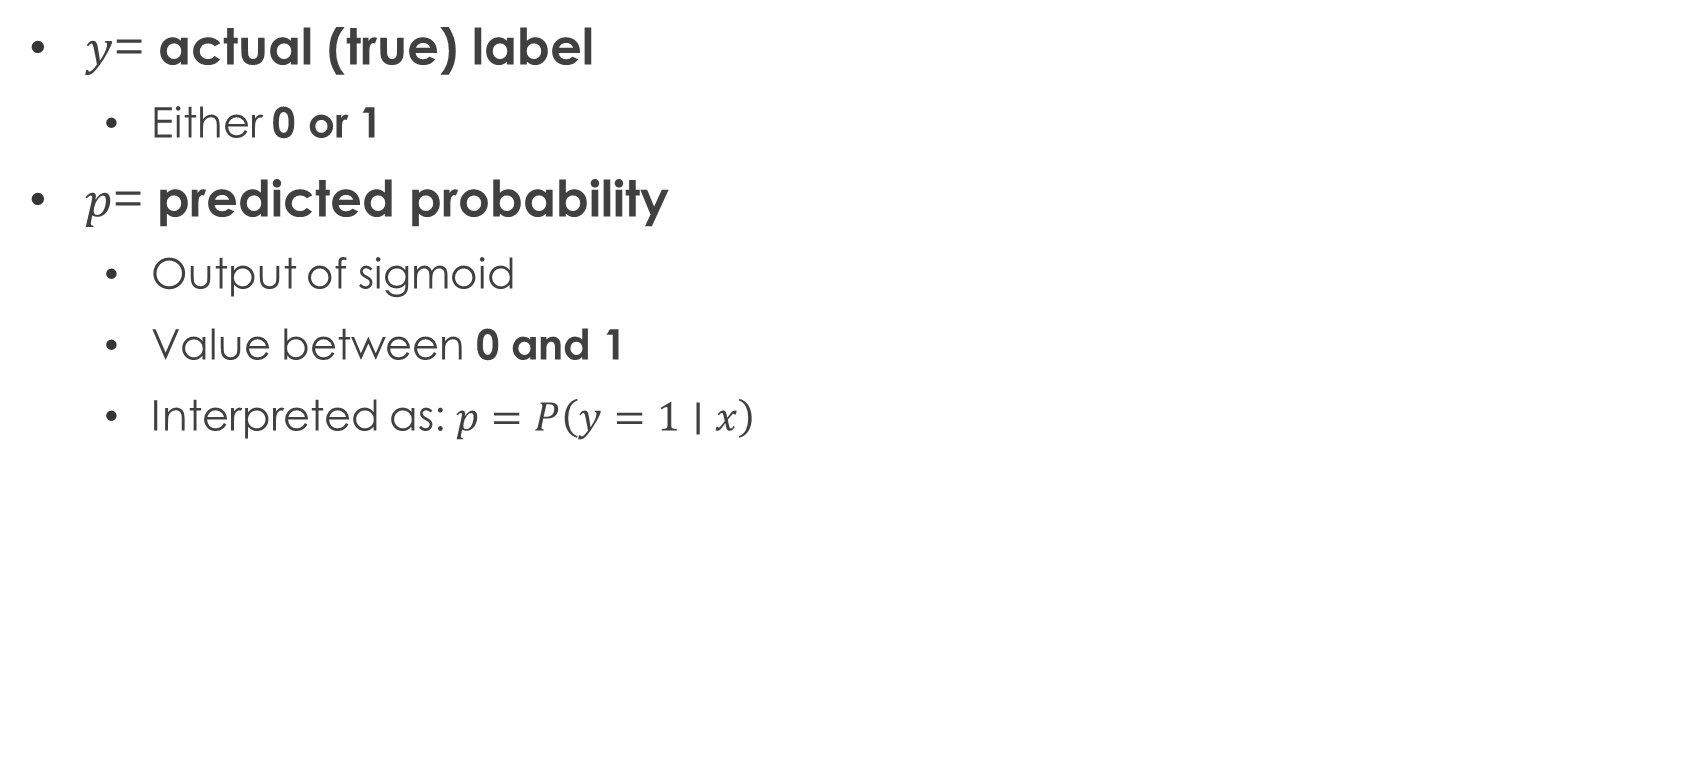 • y= actual (true) label
• Either 0 or 1
• p= predicted probability
• Output of sigmoid
• Value between 0 and 1
• Interpreted as: p = P(y = 1 ∣ x)